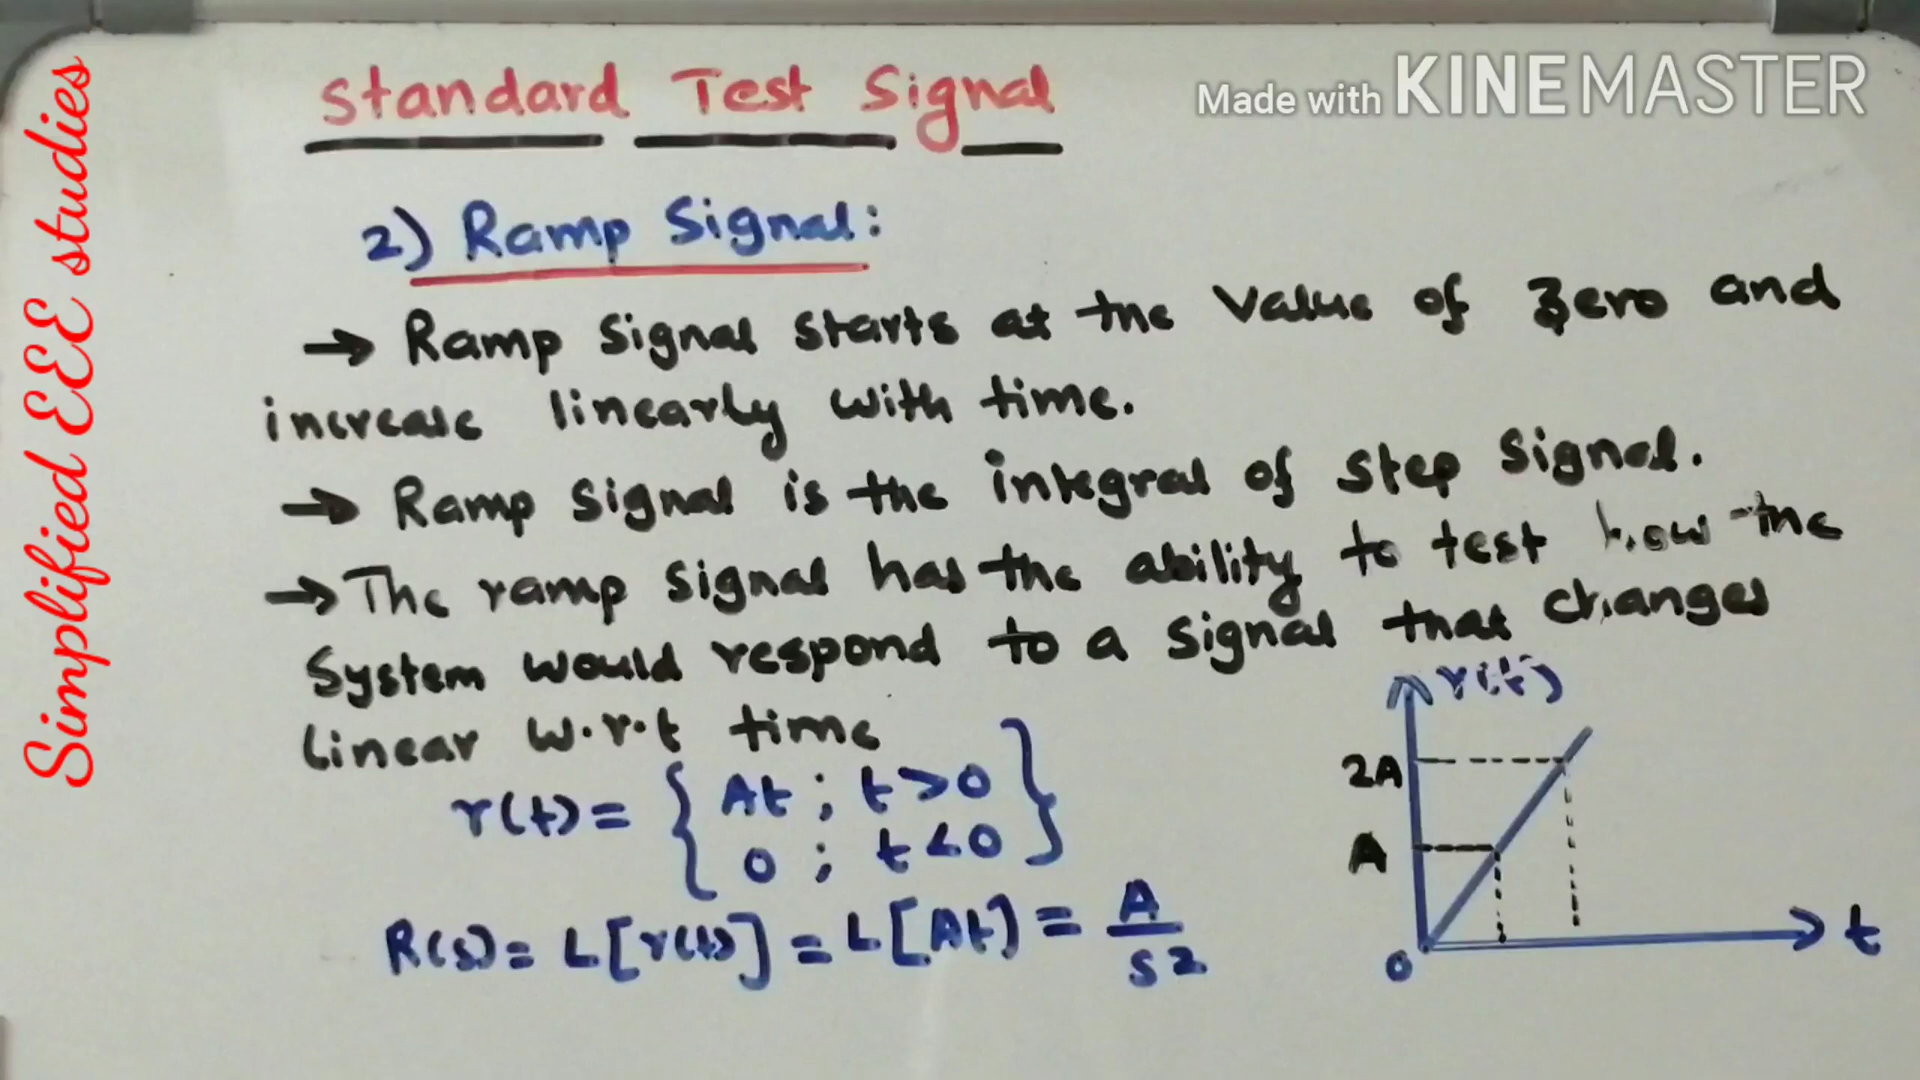 Simplified EEE studies
Made with KINEMASTER
Standard Test Signal
2) Ramp Signal:
→ Ramp signal starts at the value of zero and
increase linearly with time.
→ Ramp signal is the integral of step signal.
→ The ramp signal has the ability to test how the
system would respond to a signal that changes
linear w.r.t time
r(t) = { At ; t>0
0 ; t<0 }
R(s) = L[r(t)] = L[At] = A/s2
r(t)
2A
A
0
t